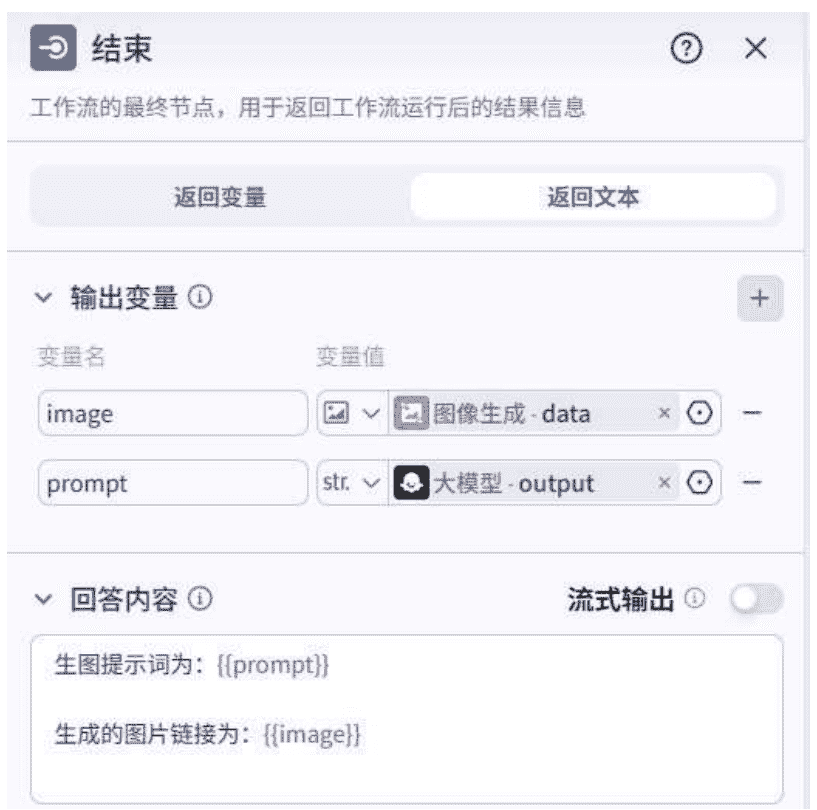 结束
工作流的最终节点，用于返回工作流运行后的结果信息
返回变量 返回文本
输出变量
变量名 变量值
image 图像生成 - data
prompt str. 大模型 - output
回答内容 流式输出
生图提示词为：{{prompt}}
生成的图片链接为：{{image}}